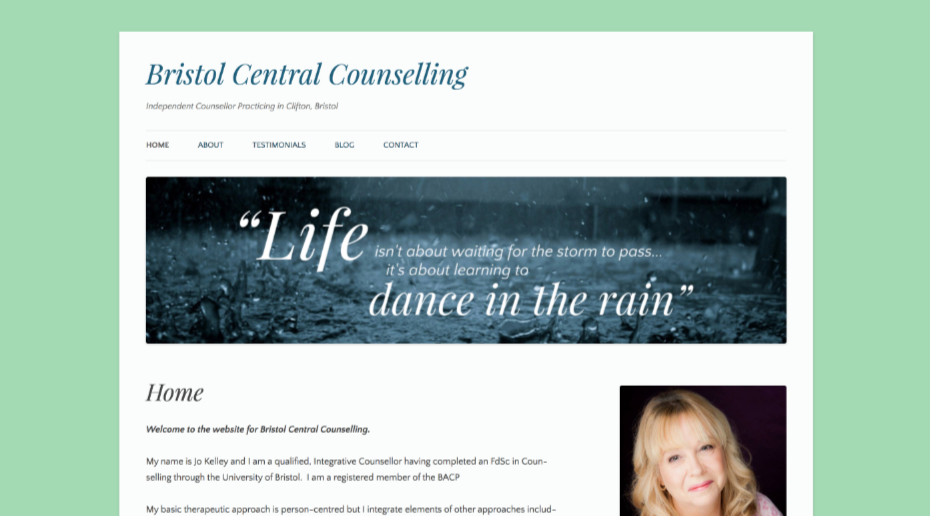 Bristol Central Counselling
Independent Counsellor Practicing in Clifton, Bristol
HOME ABOUT TESTIMONIALS BLOG CONTACT
“Life isn't about waiting for the storm to pass...
it's about learning to
dance in the rain”
Home
Welcome to the website for Bristol Central Counselling.
My name is Jo Kelley and I am a qualified, Integrative Counsellor having completed an FdSc in Coun-
selling through the University of Bristol. I am a registered member of the BACP
My basic therapeutic approach is person-centred but I integrate elements of other approaches includ-